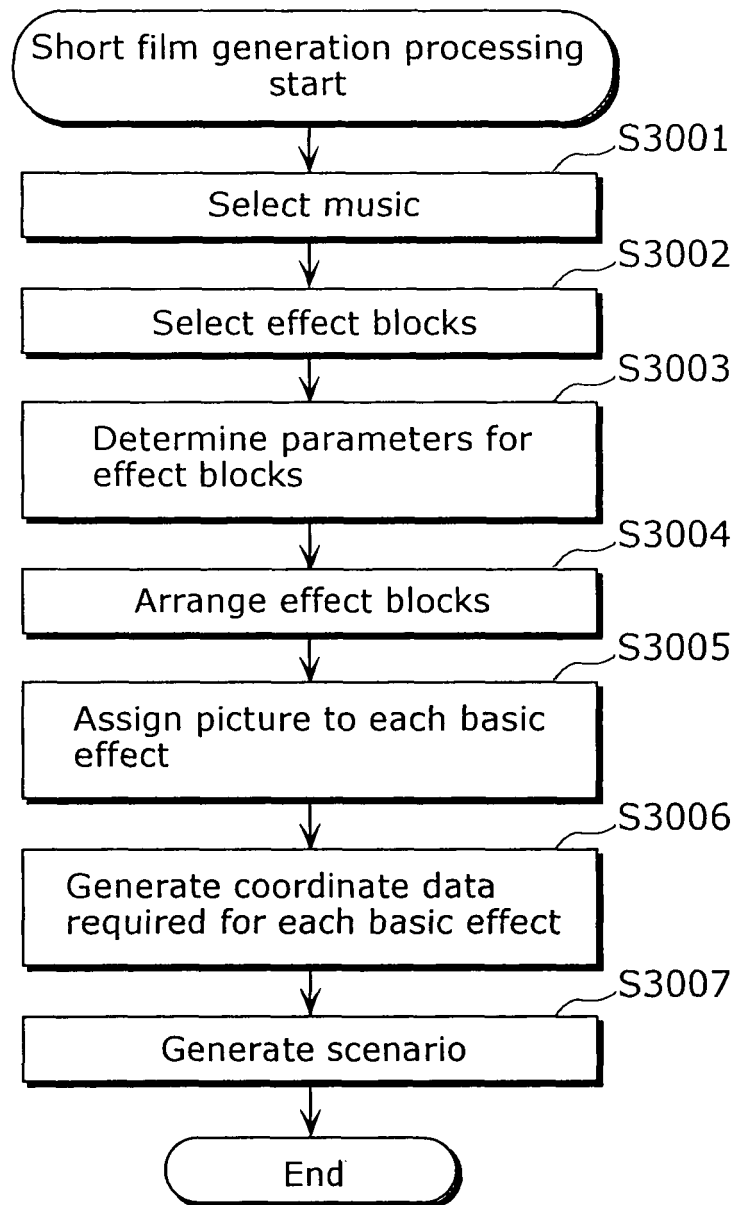 Short film generation processing
start
S3001
Select music
S3002
Select effect blocks
S3003
Determine parameters for
effect blocks
S3004
Arrange effect blocks
S3005
Assign picture to each basic
effect
S3006
Generate coordinate data
required for each basic effect
S3007
Generate scenario
End